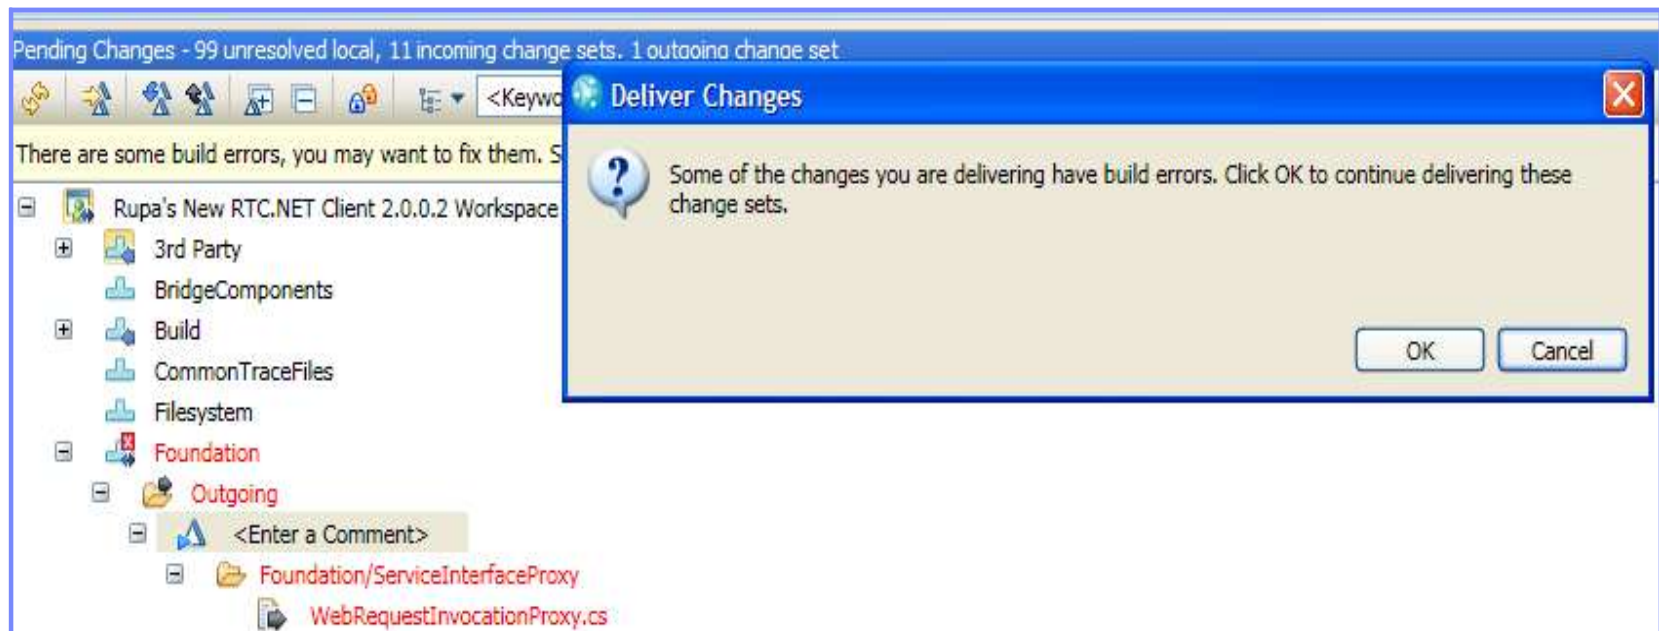 Pending Changes - 99 unresolved local, 11 incoming change sets, 1 outgoing change set
<Keywo
Deliver Changes
There are some build errors, you may want to fix them. S
Some of the changes you are delivering have build errors. Click OK to continue delivering these
change sets.
OK
Cancel
Rupa's New RTC.NET Client 2.0.0.2 Workspace
3rd Party
BridgeComponents
Build
CommonTraceFiles
Filesystem
Foundation
Outgoing
<Enter a Comment>
Foundation/ServiceInterfaceProxy
WebRequestInvocationProxy.cs